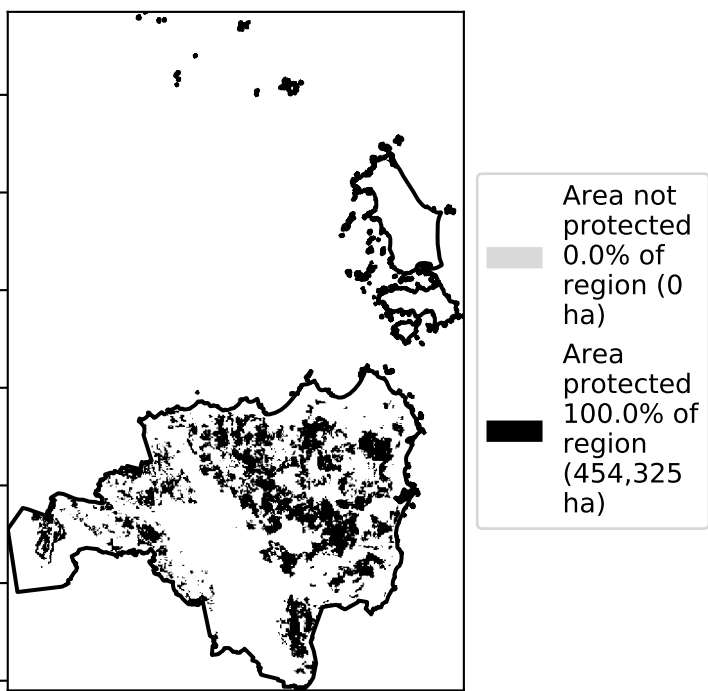 Area not
protected
0.0% of
region (0
ha)
Area
protected
100.0% of
region
(454,325
ha)